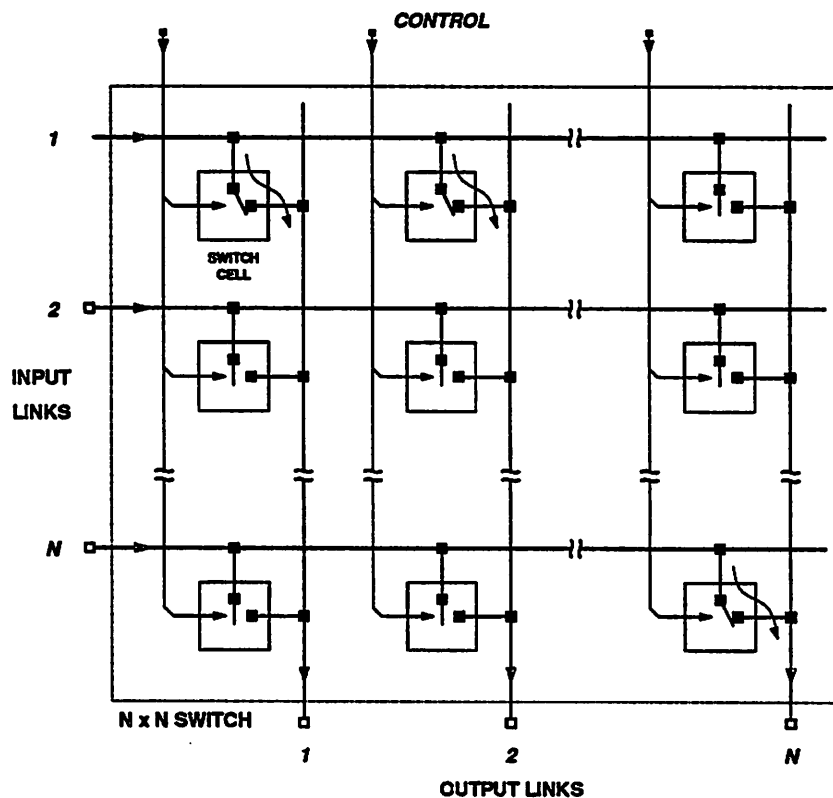 CONTROL
1
SWITCH
CELL
2
INPUT
LINKS
N
N x N SWITCH
1 2 N
OUTPUT LINKS